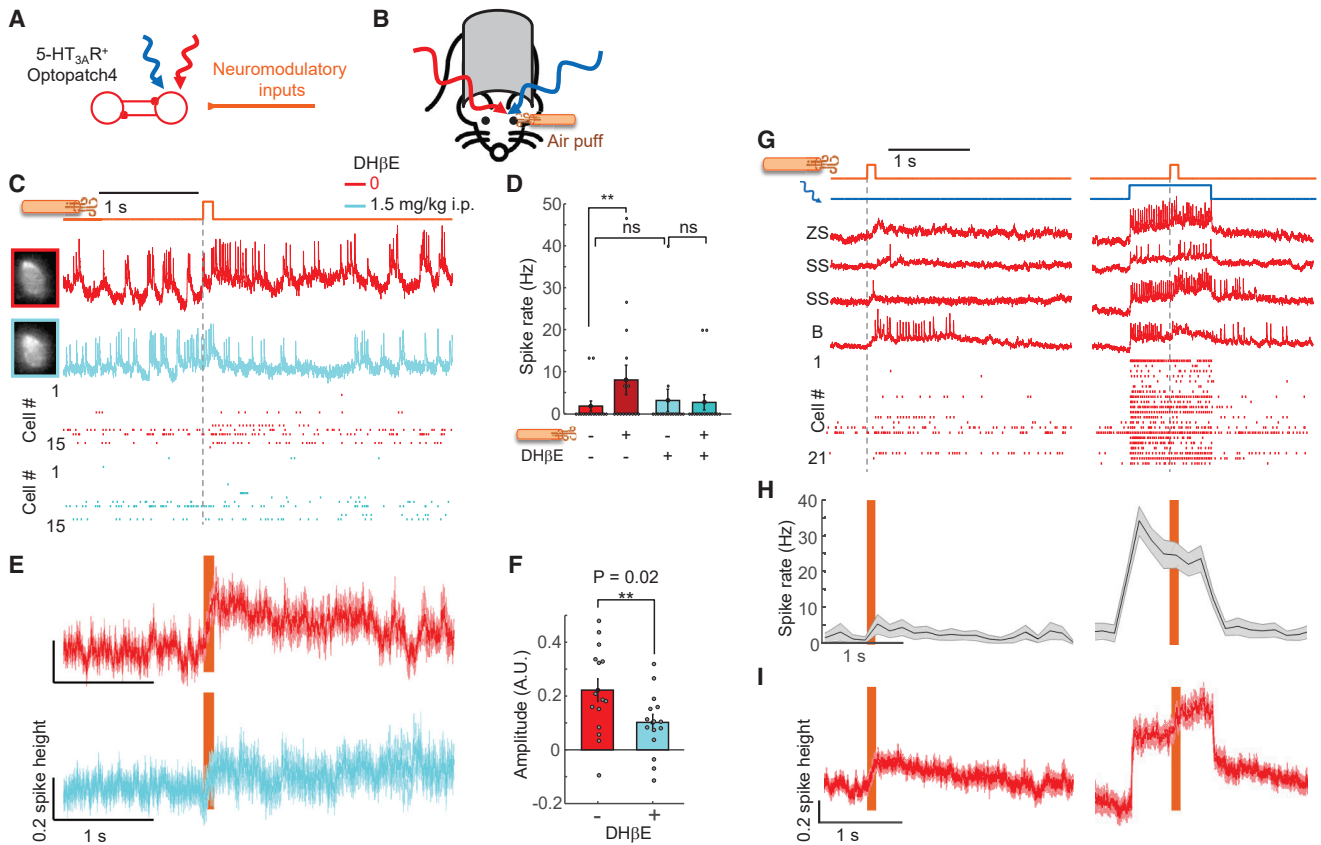 A
5-HT3AR+
Optopatch4
Neuromodulatory
inputs
B
Air puff
C
1 s
DHβE
0
1.5 mg/kg i.p.
1
Cell #
15
1
Cell #
15
D
**
ns
ns
50
40
30
20
10
0
Spike rate (Hz)
- + - +
DHβE - - + +
E
0.2 spike height
1 s
F
P = 0.02
**
0.4
0.2
0
-0.2
Amplitude (A.U.)
- +
DHβE
G
1 s
ZS
SS
SS
B
1
Cell #
21
H
40
30
20
10
0
Spike rate (Hz)
1 s
I
0.2 spike height
1 s